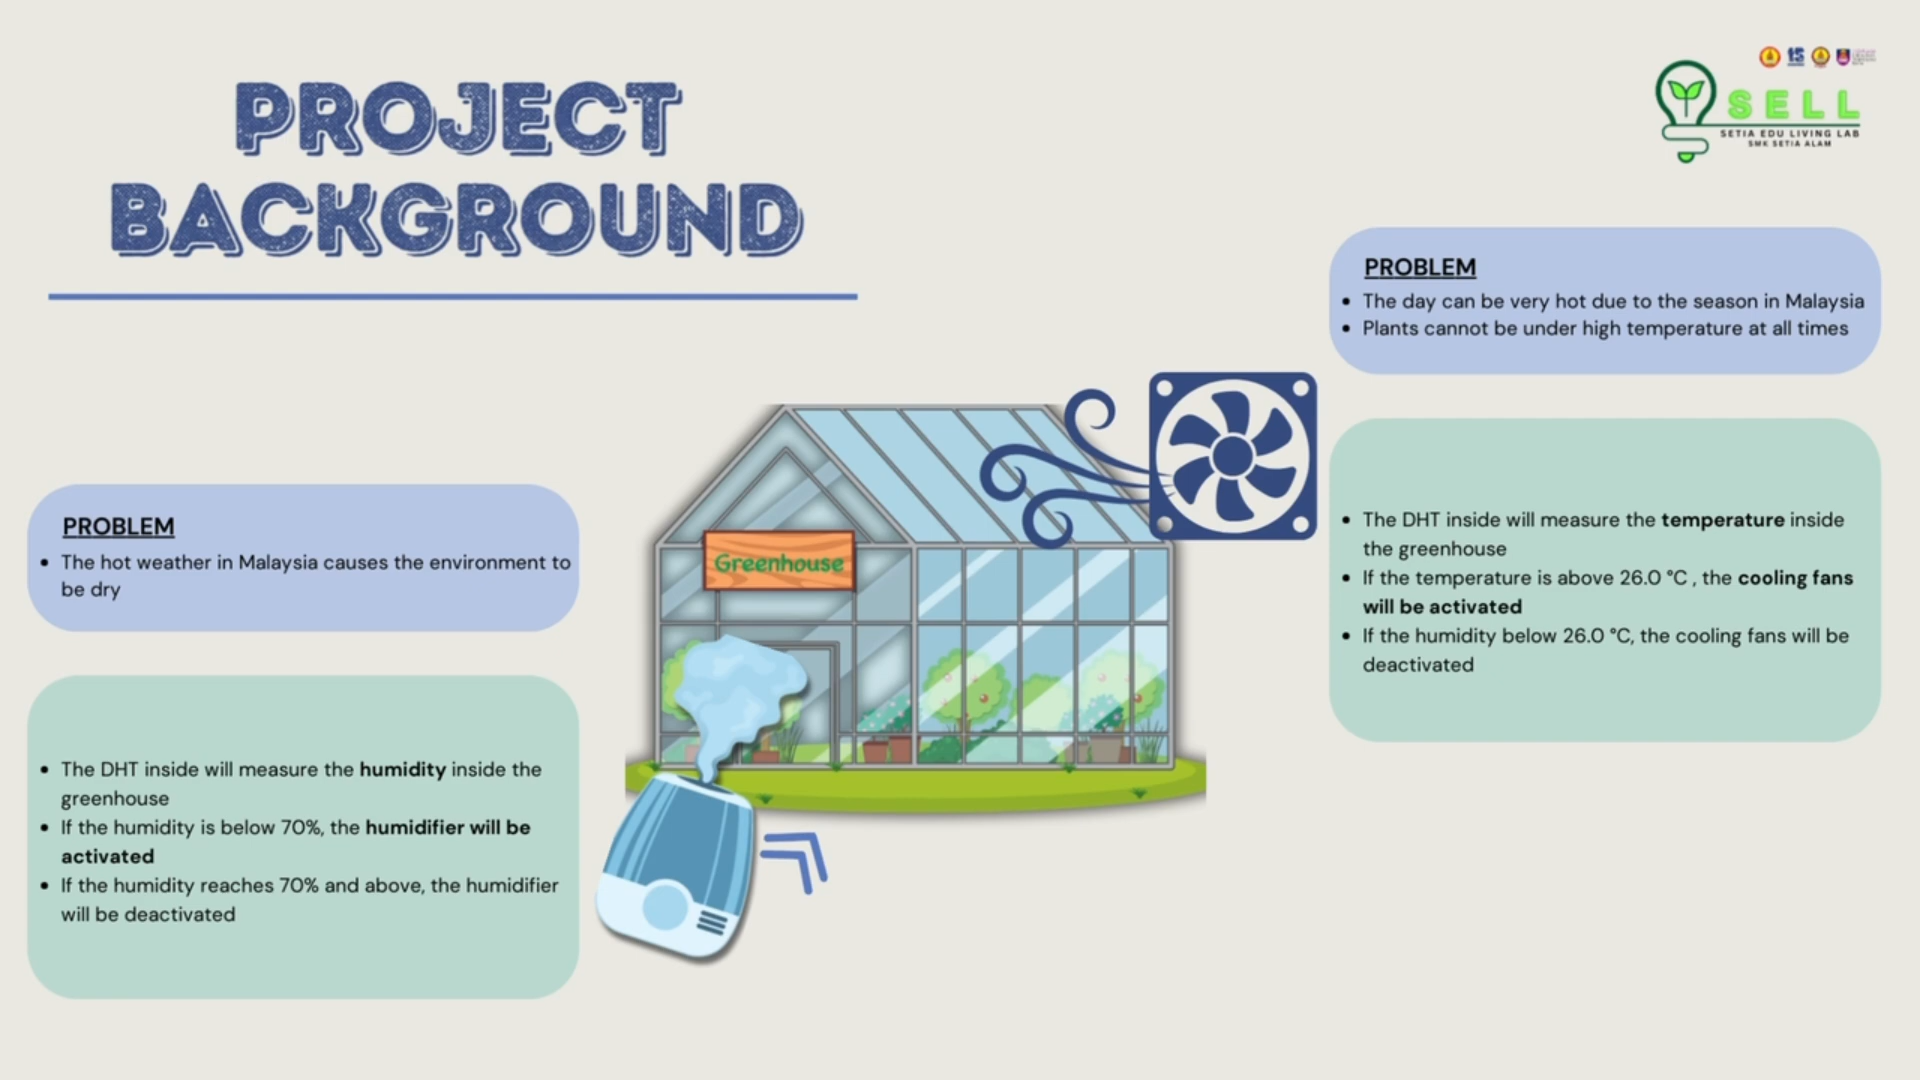 PROJECT
BACKGROUND
SELL
SETIA EDU LIVING LAB
SMK SETIA ALAM
PROBLEM
• The day can be very hot due to the season in Malaysia
• Plants cannot be under high temperature at all times
• The DHT inside will measure the temperature inside
the greenhouse
• If the temperature is above 26.0 °C , the cooling fans
will be activated
• If the humidity below 26.0 °C, the cooling fans will be
deactivated
Greenhouse
PROBLEM
• The hot weather in Malaysia causes the environment to
be dry
• The DHT inside will measure the humidity inside the
greenhouse
• If the humidity is below 70%, the humidifier will be
activated
• If the humidity reaches 70% and above, the humidifier
will be deactivated